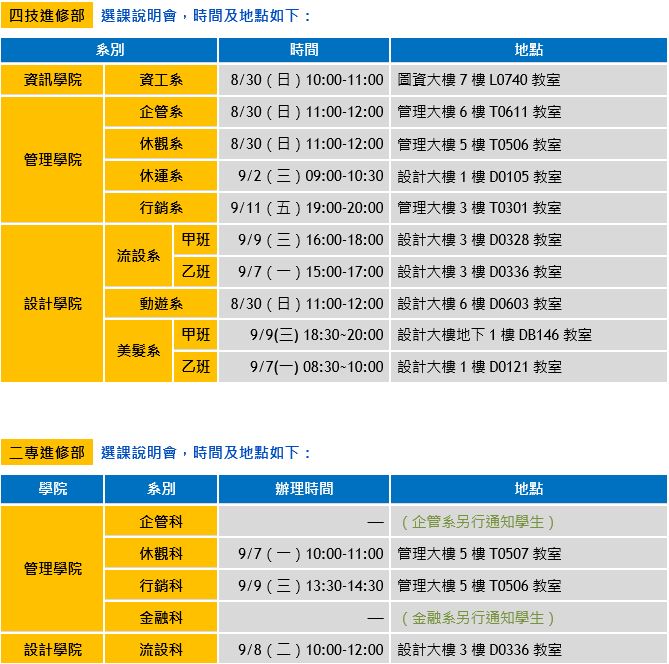 四技進修部 選課說明會，時間及地點如下：
系別 時間 地點
資訊學院 資工系 8/30（日）10:00-11:00 圖資大樓 7 樓 L0740 教室
管理學院 企管系 8/30（日）11:00-12:00 管理大樓 6 樓 T0611 教室
休觀系 8/30（日）11:00-12:00 管理大樓 5 樓 T0506 教室
休運系 9/2（三）09:00-10:30 設計大樓 1 樓 D0105 教室
行銷系 9/11（五）19:00-20:00 管理大樓 3 樓 T0301 教室
設計學院 流設系 甲班 9/9（三）16:00-18:00 設計大樓 3 樓 D0328 教室
乙班 9/7（一）15:00-17:00 設計大樓 3 樓 D0336 教室
動遊系 8/30（日）11:00-12:00 設計大樓 6 樓 D0603 教室
美髮系 甲班 9/9(三) 18:30~20:00 設計大樓地下 1 樓 DB146 教室
乙班 9/7(一) 08:30~10:00 設計大樓 1 樓 D0121 教室
二專進修部 選課說明會，時間及地點如下：
學院 系別 辦理時間 地點
管理學院 企管科 — （企管系另行通知學生）
休觀科 9/7（一）10:00-11:00 管理大樓 5 樓 T0507 教室
行銷科 9/9（三）13:30-14:30 管理大樓 5 樓 T0506 教室
金融科 — （金融系另行通知學生）
設計學院 流設科 9/8（二）10:00-12:00 設計大樓 3 樓 D0336 教室